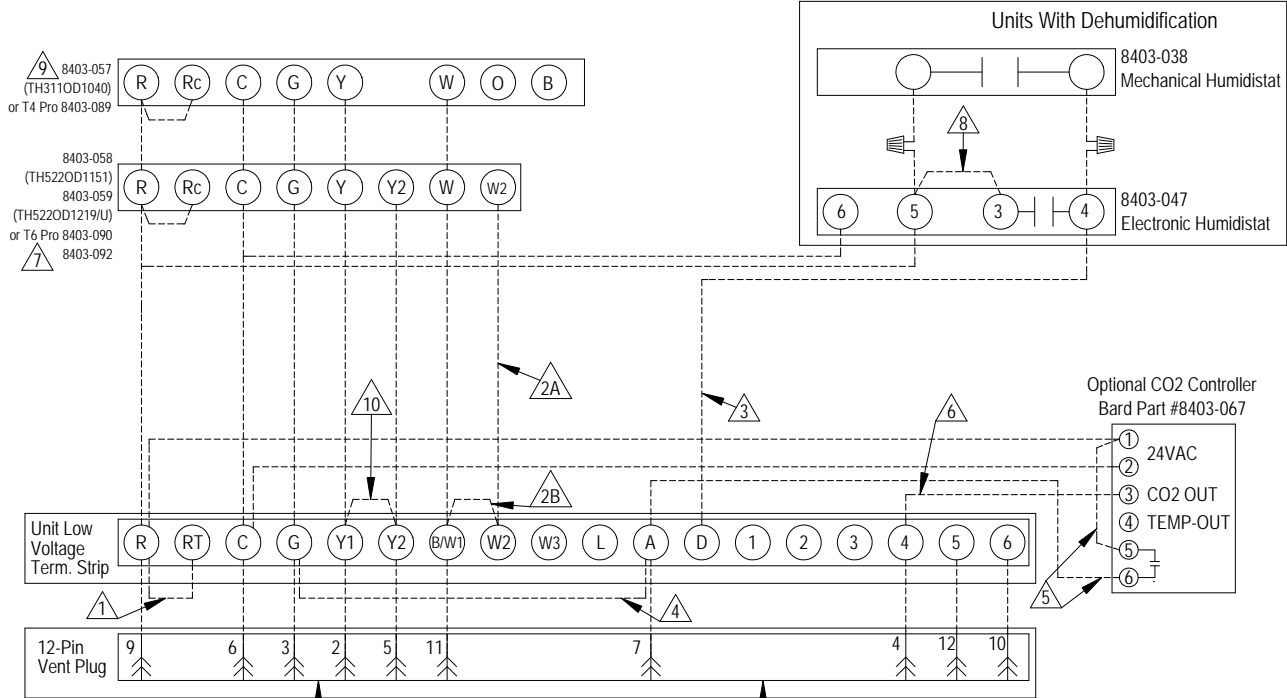 Units With Dehumidification
8403-038
Mechanical Humidistat
9
8403-057
(TH311OD1040)
or T4 Pro 8403-089
R Rc C G Y W O B
8
8403-058
(TH522OD1151)
8403-059
(TH522OD1219/U)
or T6 Pro 8403-090
7 8403-092
R Rc C G Y Y2 W W2
6 5 3 4
8403-047
Electronic Humidistat
2A
10
3
6
2B
Optional CO2 Controller
Bard Part #8403-067
1
24VAC
2
3 CO2 OUT
4 TEMP-OUT
5
6
5
Unit Low
Voltage
Term. Strip
R RT C G Y1 Y2 B/W1 W2 W3 L A D 1 2 3 4 5 6
1
4
12-Pin
Vent Plug
9 6 3 2 5 11 7 4 12 10